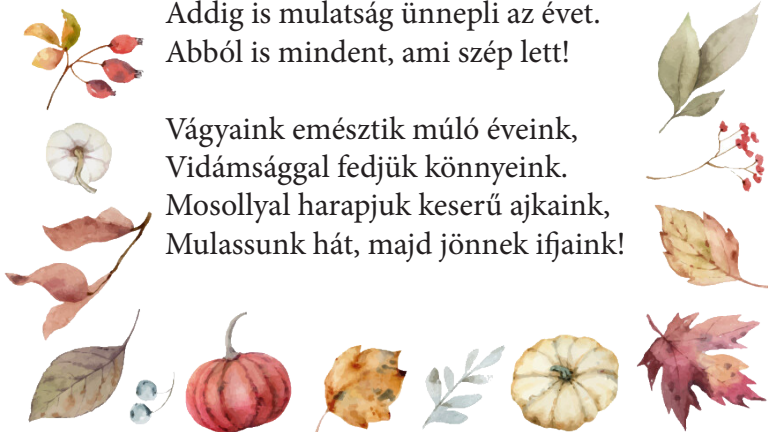 Addig is mulatság ünnepli az évet.
Abból is mindent, ami szép lett!
Vágyaink emésztik múló éveink,
Vidámsággal fedjük könnyeink.
Mosollyal harapjuk keserű ajkaink,
Mulassunk hát, majd jönnek ifjaink!